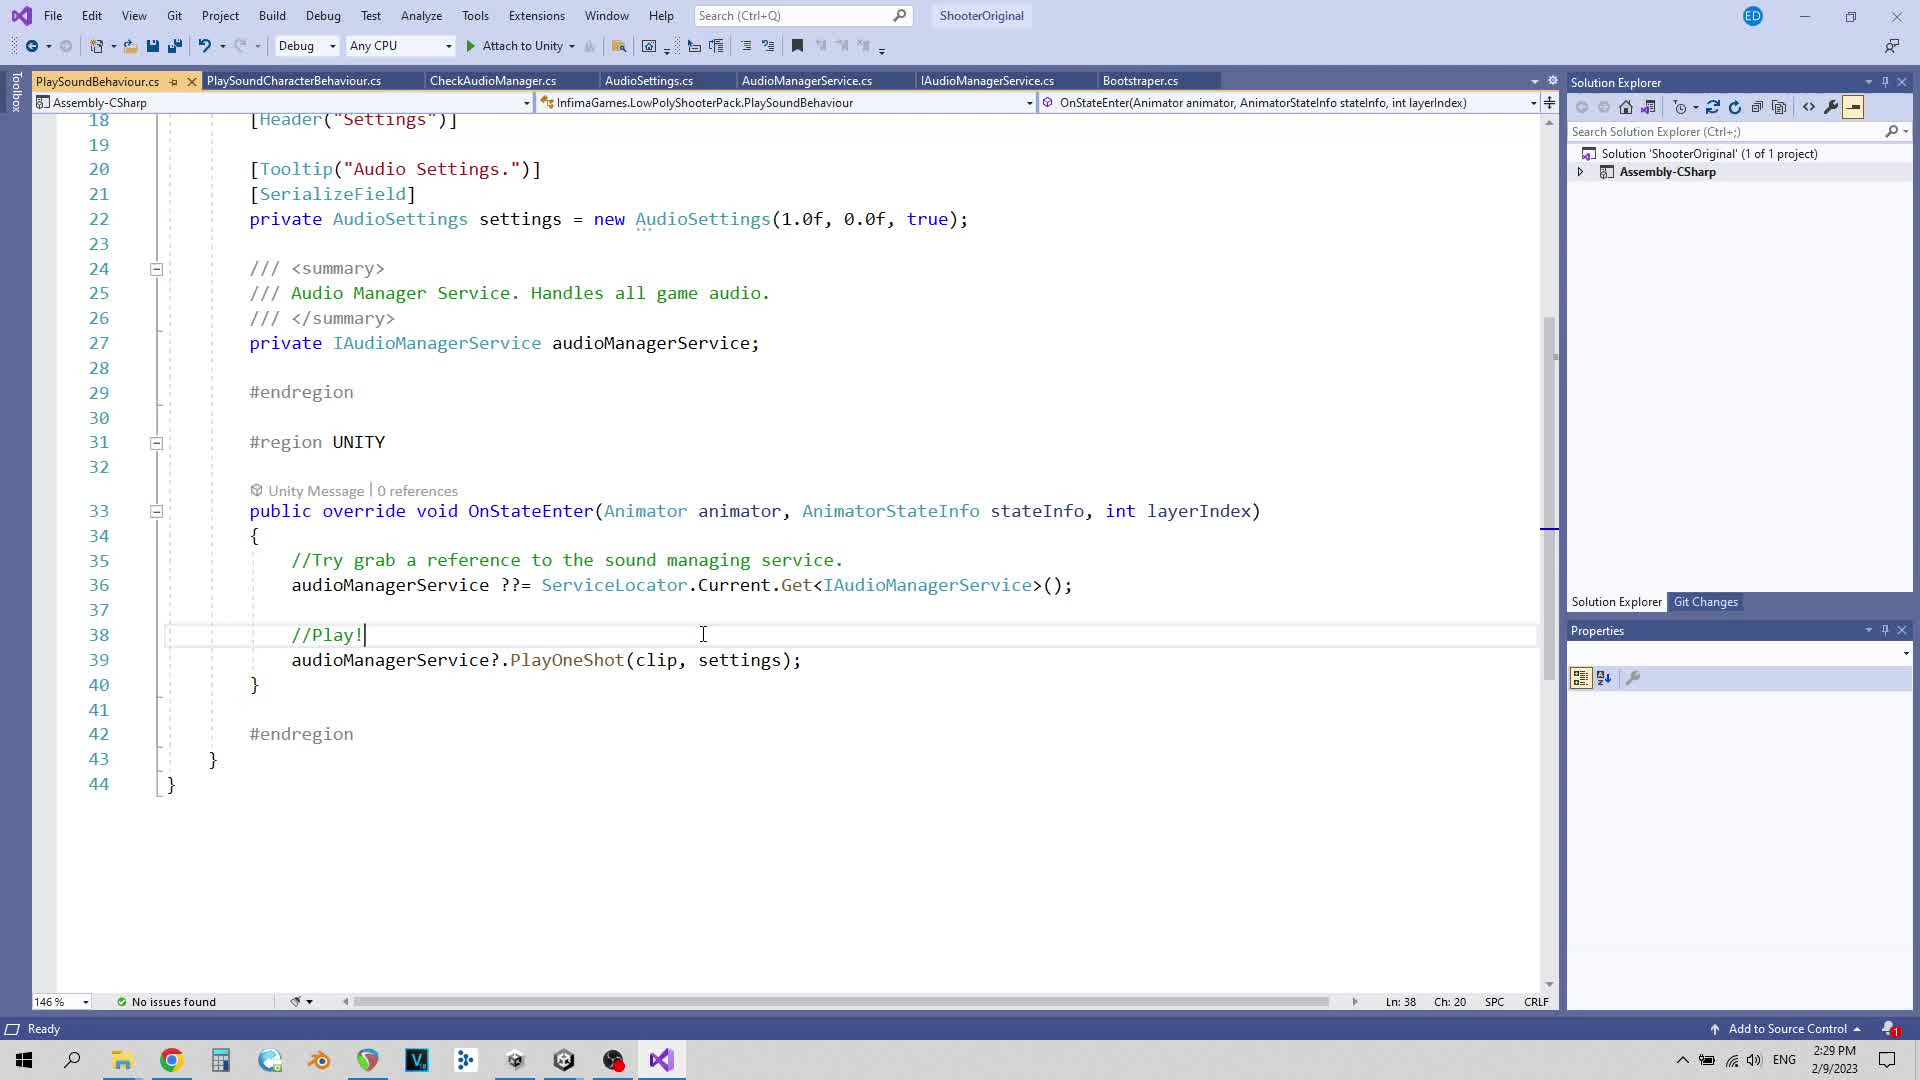 File Edit View Git Project Build Debug Test Analyze Tools Extensions Window Help Search (Ctrl+Q) ShooterOriginal ED
Debug Any CPU Attach to Unity
Toolbox
PlaySoundBehaviour.cs PlaySoundCharacterBehaviour.cs CheckAudioManager.cs AudioSettings.cs AudioManagerService.cs IAudioManagerService.cs Bootstraper.cs
Assembly-CSharp InfimaGames.LowPolyShooterPack.PlaySoundBehaviour OnStateEnter(Animator animator, AnimatorStateInfo stateInfo, int layerIndex)
18 [Header("Settings")]
19
20 [Tooltip("Audio Settings.")]
21 [SerializeField]
22 private AudioSettings settings = new AudioSettings(1.0f, 0.0f, true);
23
24 /// <summary>
25 /// Audio Manager Service. Handles all game audio.
26 /// </summary>
27 private IAudioManagerService audioManagerService;
28
29 #endregion
30
31 #region UNITY
32
Unity Message | 0 references
33 public override void OnStateEnter(Animator animator, AnimatorStateInfo stateInfo, int layerIndex)
34 {
35 //Try grab a reference to the sound managing service.
36 audioManagerService ??= ServiceLocator.Current.Get<IAudioManagerService>();
37
38 //Play!
39 audioManagerService?.PlayOneShot(clip, settings);
40 }
41
42 #endregion
43 }
44 }
146 % No issues found Ln: 38 Ch: 20 SPC CRLF
Solution Explorer
Search Solution Explorer (Ctrl+;)
Solution 'ShooterOriginal' (1 of 1 project)
Assembly-CSharp
Solution Explorer Git Changes
Properties
Ready Add to Source Control 1
ENG 2:29 PM
2/9/2023